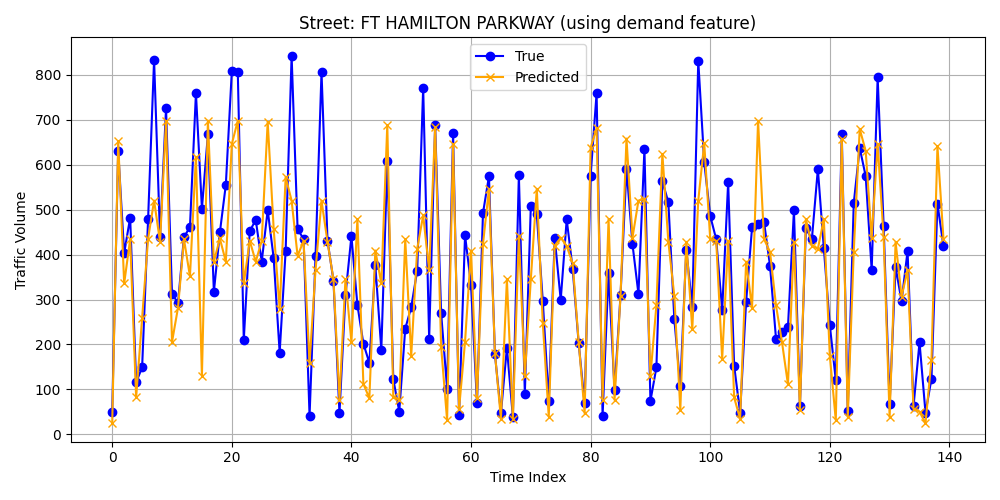 Street: FT HAMILTON PARKWAY (using demand feature)
True
Predicted
Traffic Volume
800
700
600
500
400
300
200
100
0
0 20 40 60 80 100 120 140
Time Index